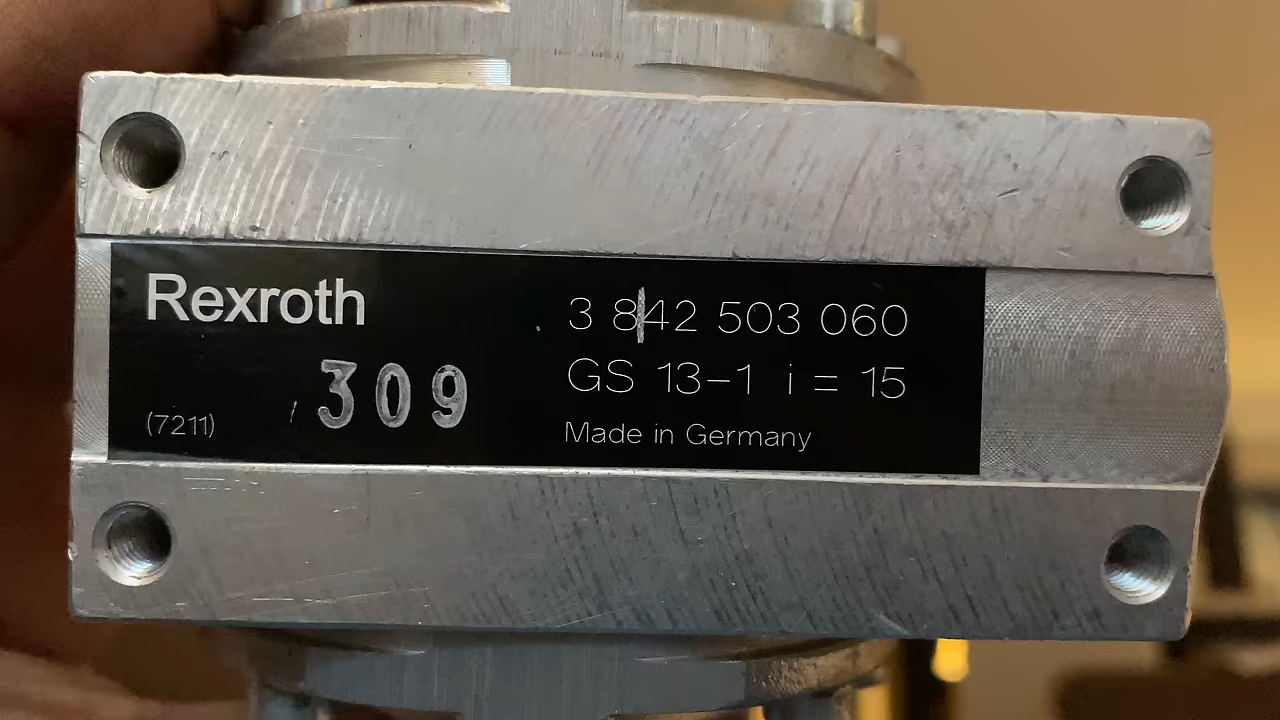 Rexroth
309
(7211)
3 842 503 060
GS 13-1 i = 15
Made in Germany